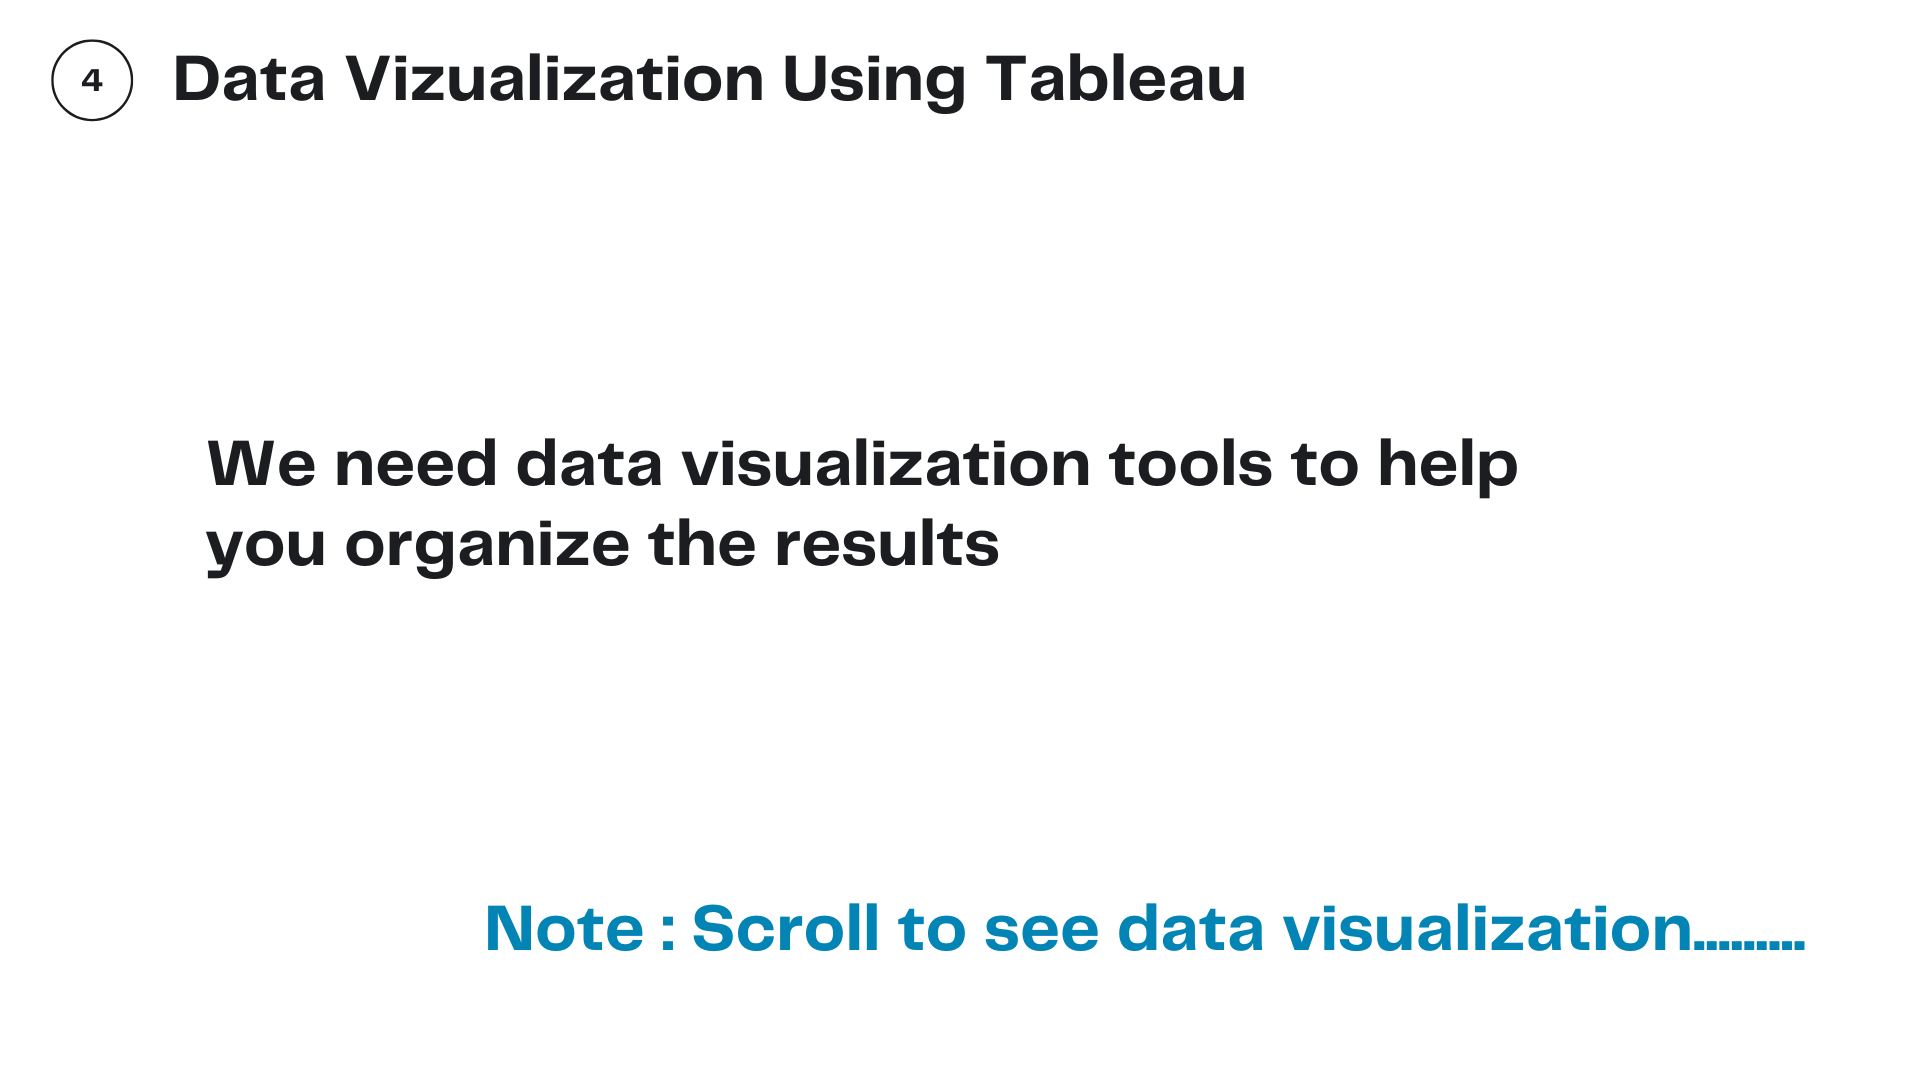 4
Data Vizualization Using Tableau
We need data visualization tools to help
you organize the results
Note : Scroll to see data visualization.........